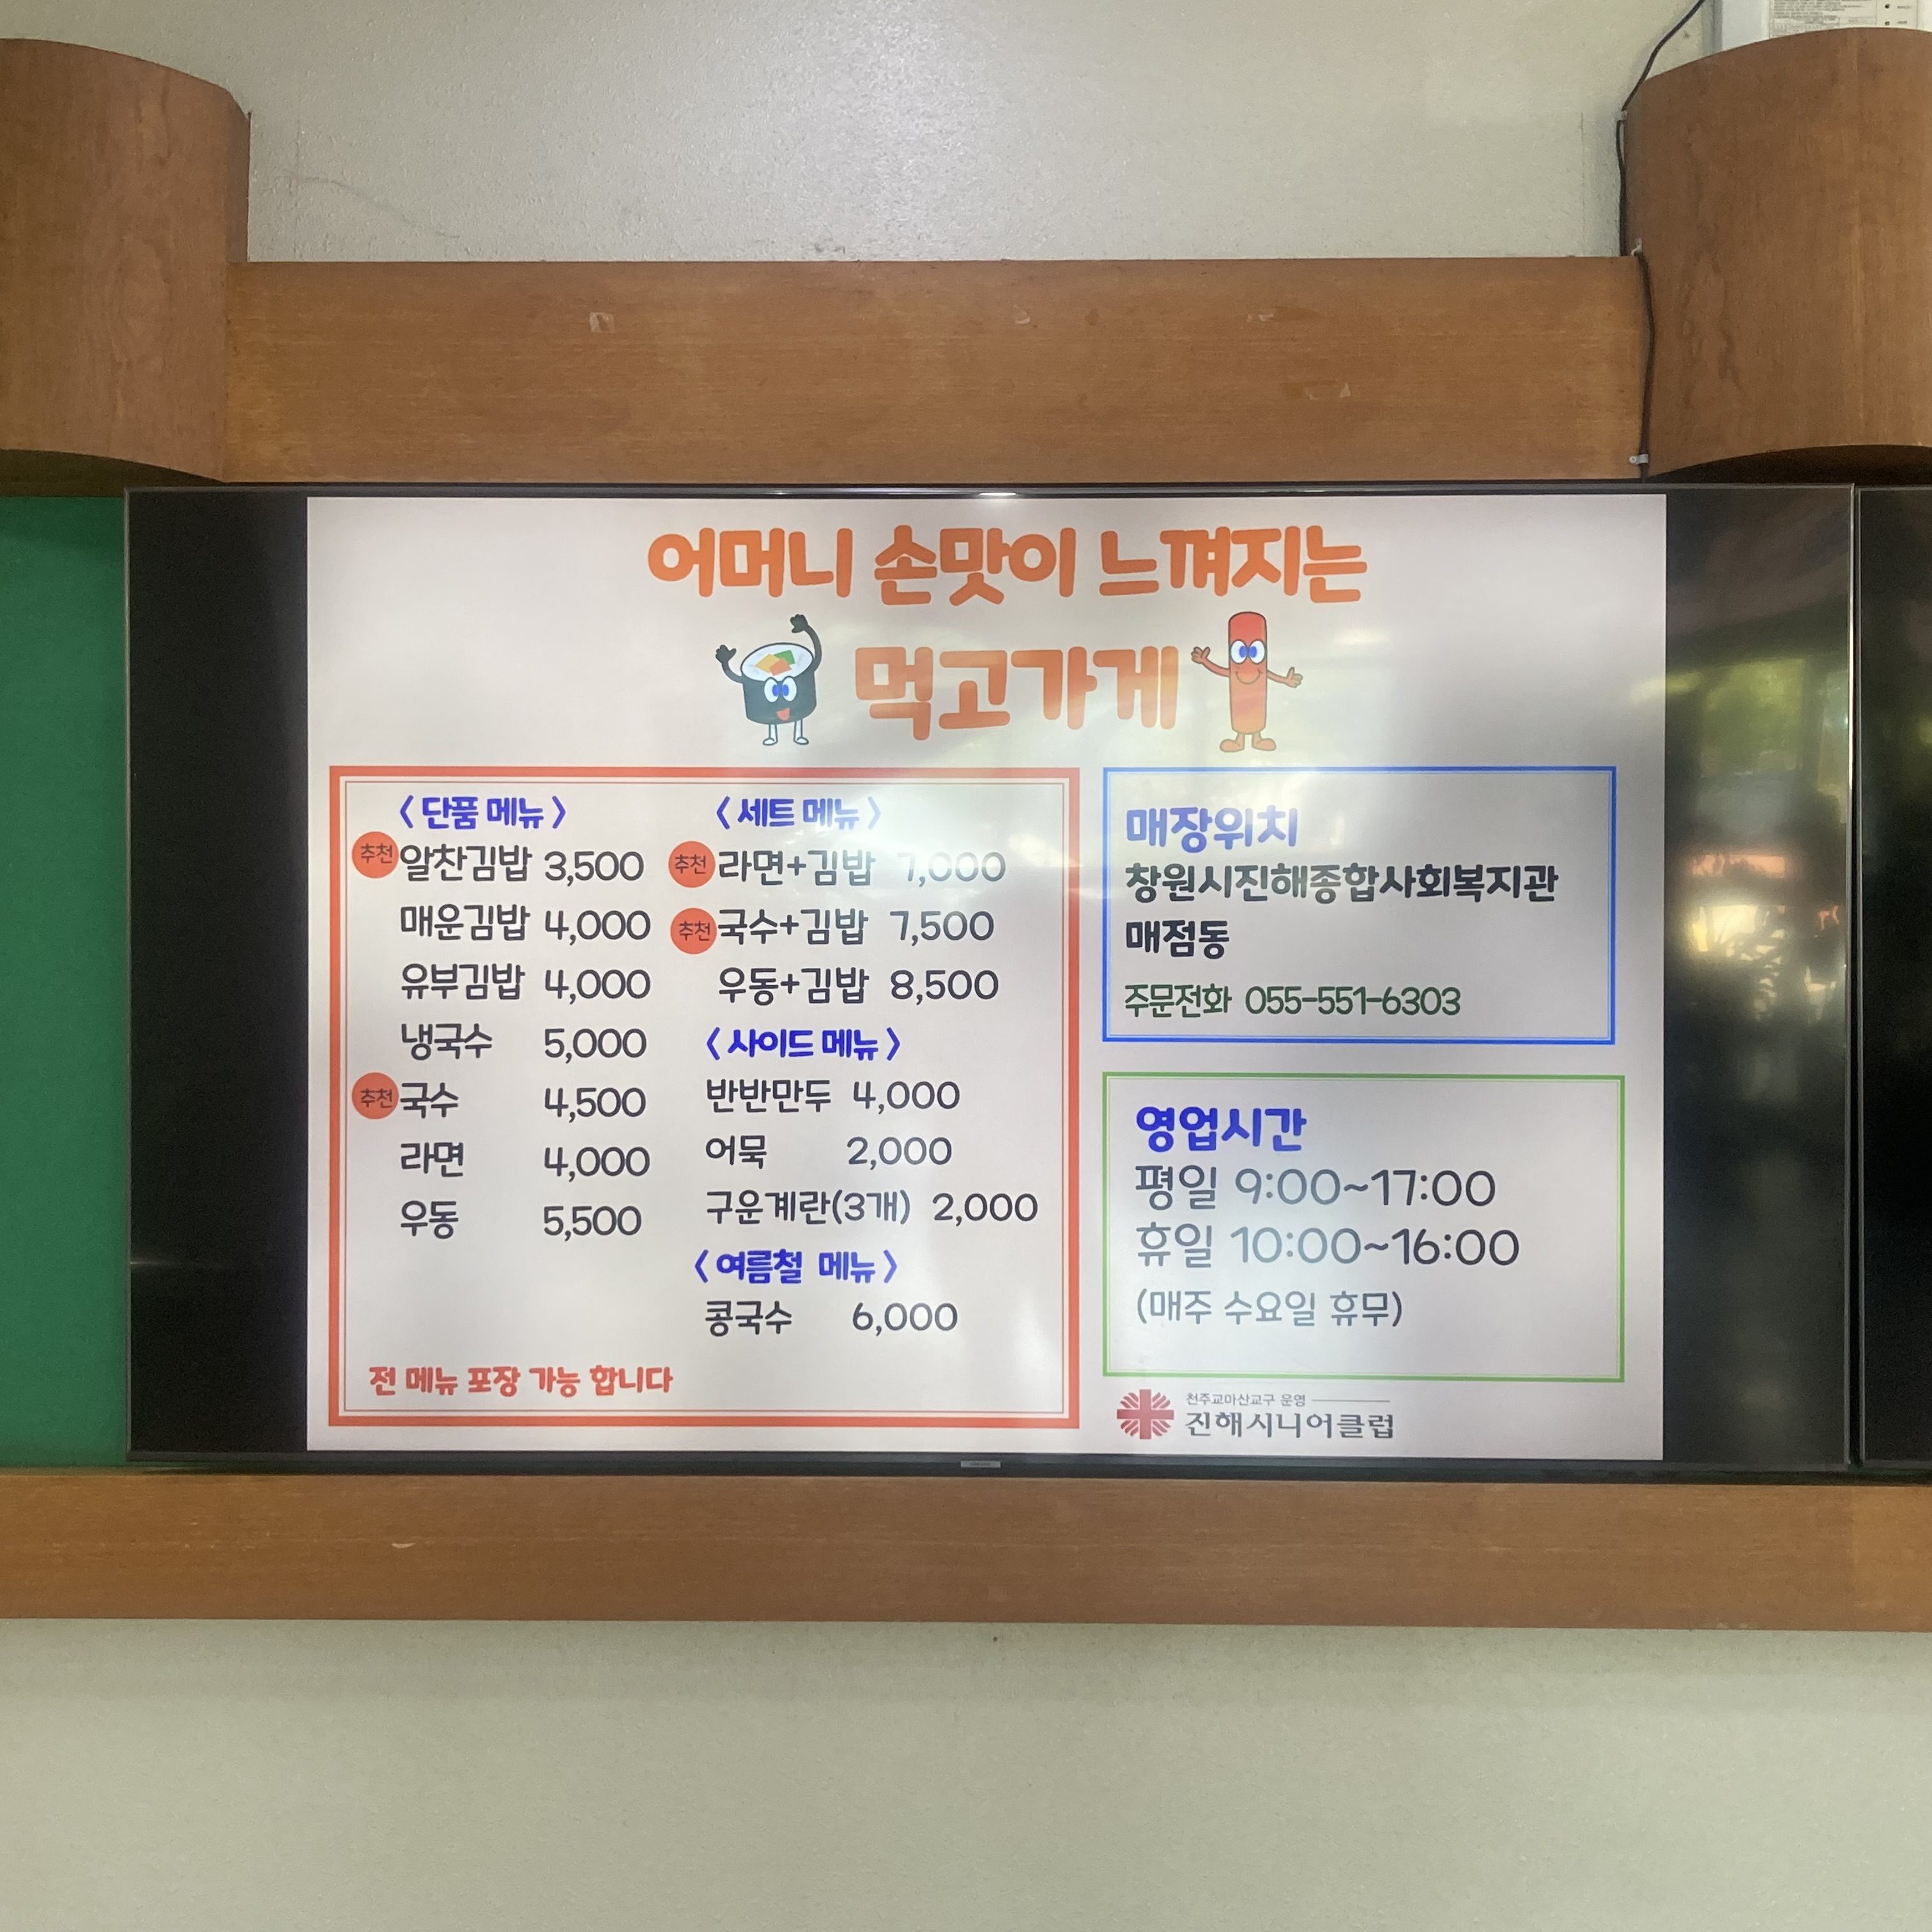 어머니 손맛이 느껴지는
먹고가게
〈 단품 메뉴 〉
추천 알찬김밥 3,500
매운김밥 4,000
유부김밥 4,000
냉국수 5,000
추천 국수 4,500
라면 4,000
우동 5,500
〈 세트 메뉴 〉
추천 라면+김밥 7,000
추천 국수+김밥 7,500
우동+김밥 8,500
〈 사이드 메뉴 〉
반반만두 4,000
어묵 2,000
구운계란(3개) 2,000
〈 여름철 메뉴 〉
콩국수 6,000
전 메뉴 포장 가능 합니다
매장위치
창원시진해종합사회복지관
매점동
주문전화 055-551-6303
영업시간
평일 9:00~17:00
휴일 10:00~16:00
(매주 수요일 휴무)
천주교마산교구 운영
진해시니어클럽